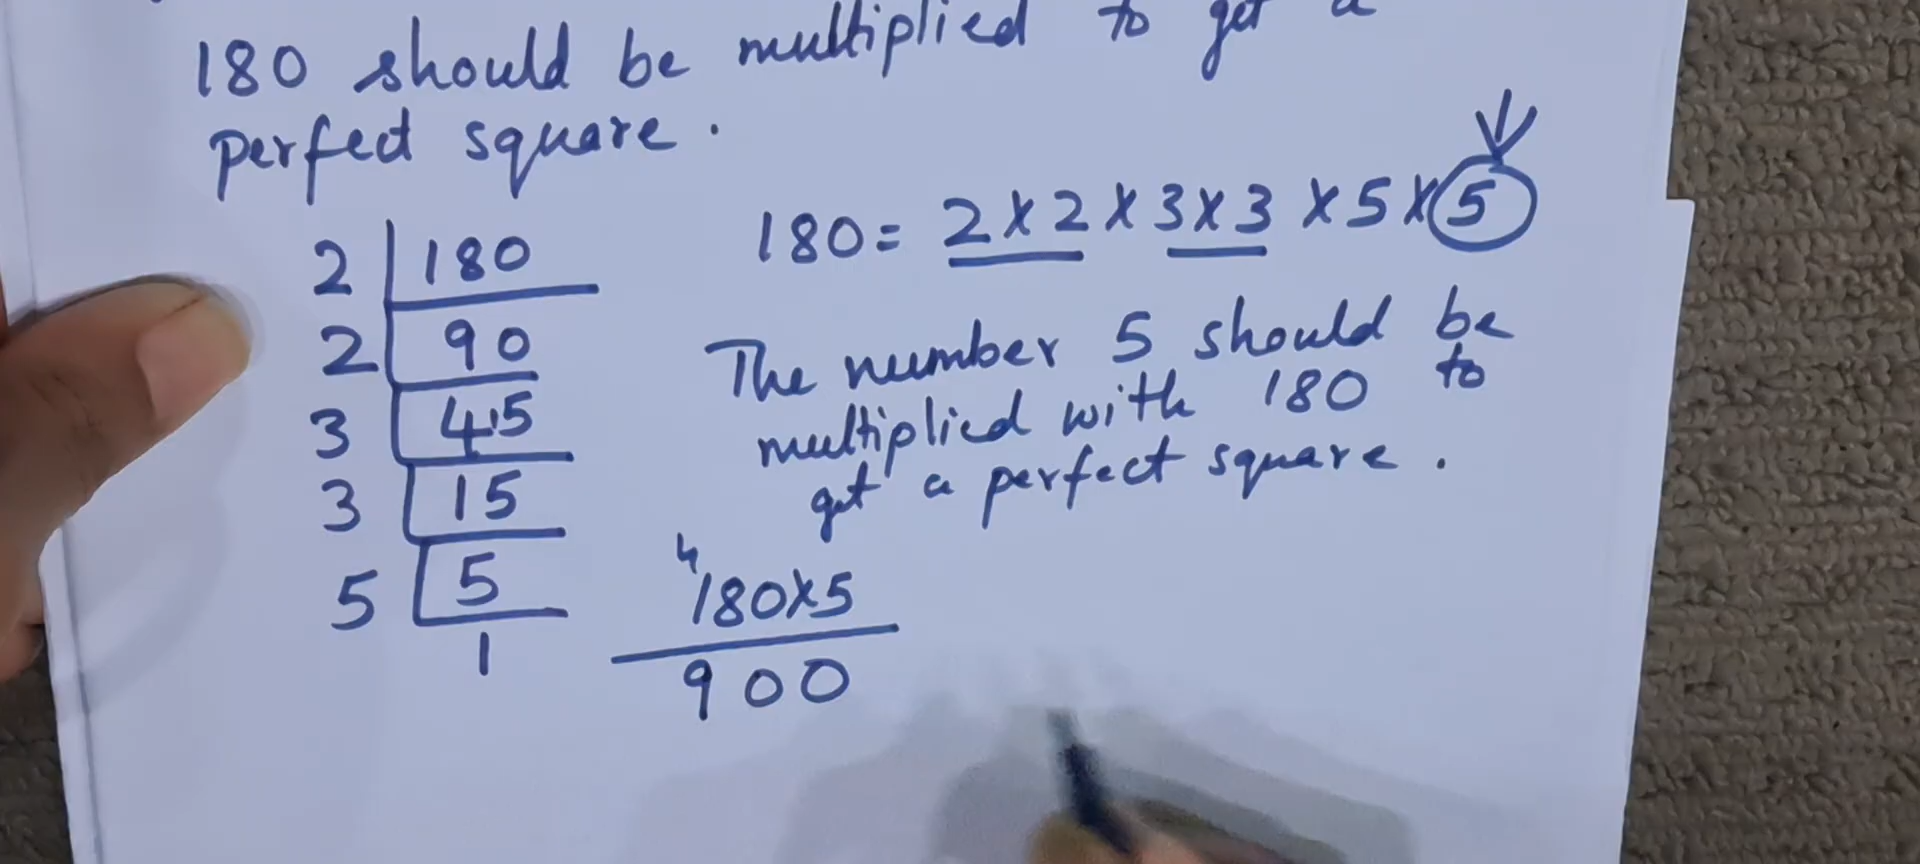 180 should be multiplied to get a
perfect square.
180 = 2 X 2 X 3 X 3 X 5 X 5
2 | 180
2 | 90
3 | 45
3 | 15
5 | 5
1
The number 5 should be
multiplied with 180 to
get a perfect square.
4
180X5
900